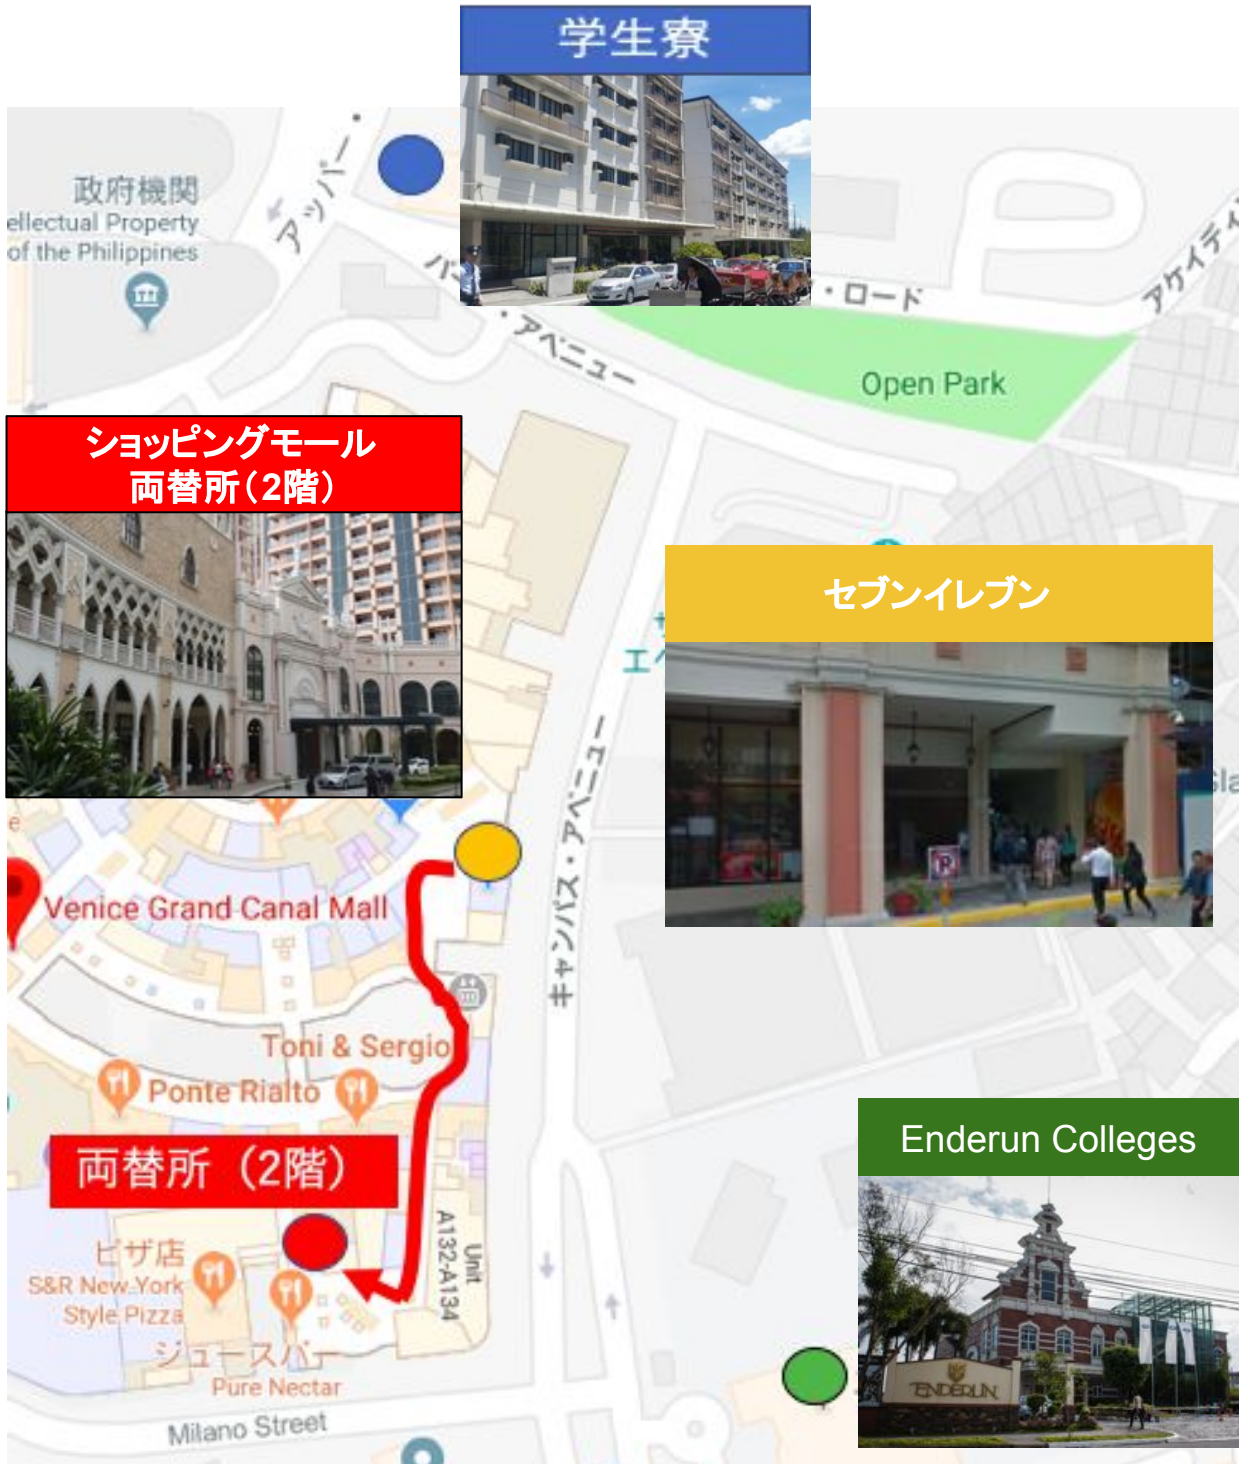 学生寮
政府機関
ellectual Property
of the Philippines
アッパー・
・アベニュー
・ロード
アケイディ
Open Park
ショッピングモール
両替所（2階）
セブンイレブン
キャンパス・アベニュー
Venice Grand Canal Mall
Toni & Sergio
Ponte Rialto
両替所（2階）
Enderun Colleges
ENDERUN
Unit
A132-A134
ピザ店
S&R New York
Style Pizza
ジュースバー
Pure Nectar
Milano Street